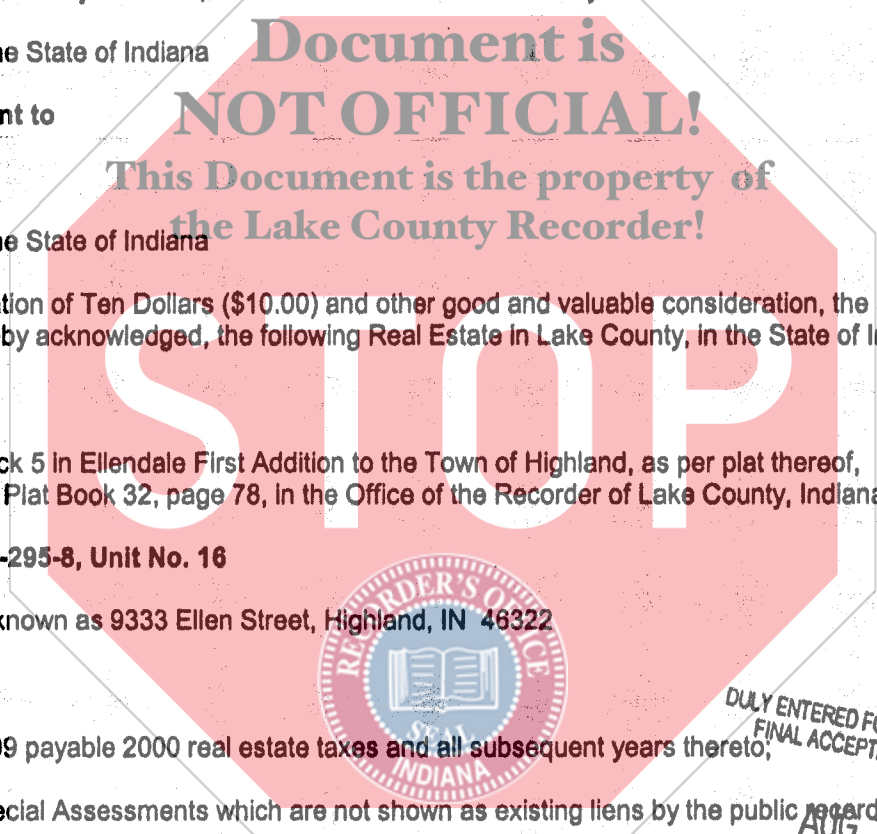 Document is
e State of Indiana
NOT OFFICIAL!
nt to
This Document is the property of
the Lake County Recorder!
e State of Indiana
tion of Ten Dollars ($10.00) and other good and valuable consideration, the
by acknowledged, the following Real Estate in Lake County, in the State of I
STOP
ck 5 in Ellendale First Addition to the Town of Highland, as per plat thereof,
Plat Book 32, page 78, in the Office of the Recorder of Lake County, Indiana
-295-8, Unit No. 16
known as 9333 Ellen Street, Highland, IN 46322
RECORDER'S OFFICE
SEAL
INDIANA
DULY ENTERED FO
FINAL ACCEPT
9 payable 2000 real estate taxes and all subsequent years thereto;
ecial Assessments which are not shown as existing liens by the public record
AUG